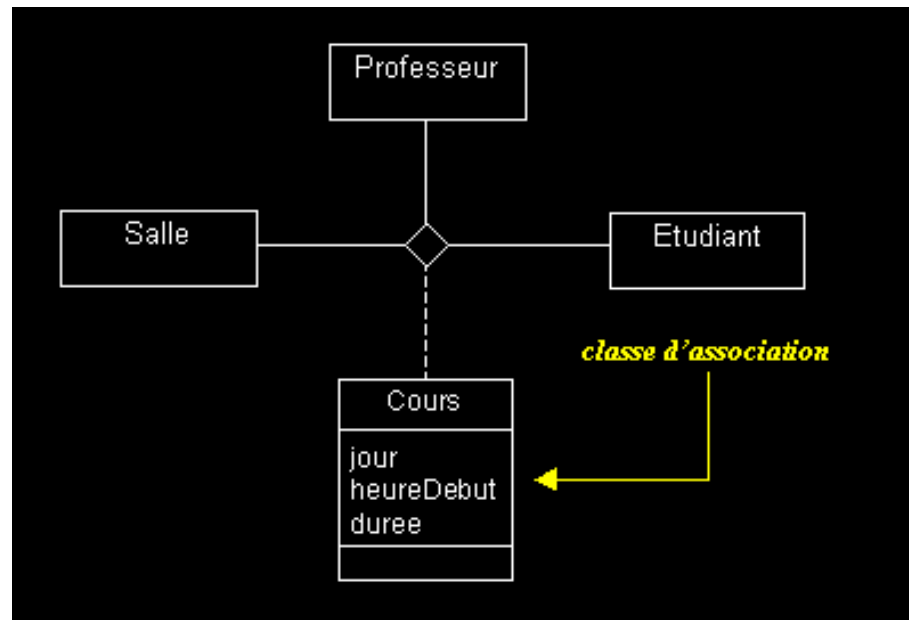 Professeur
Salle
Etudiant
classe d'association
Cours
jour
heureDebut
duree